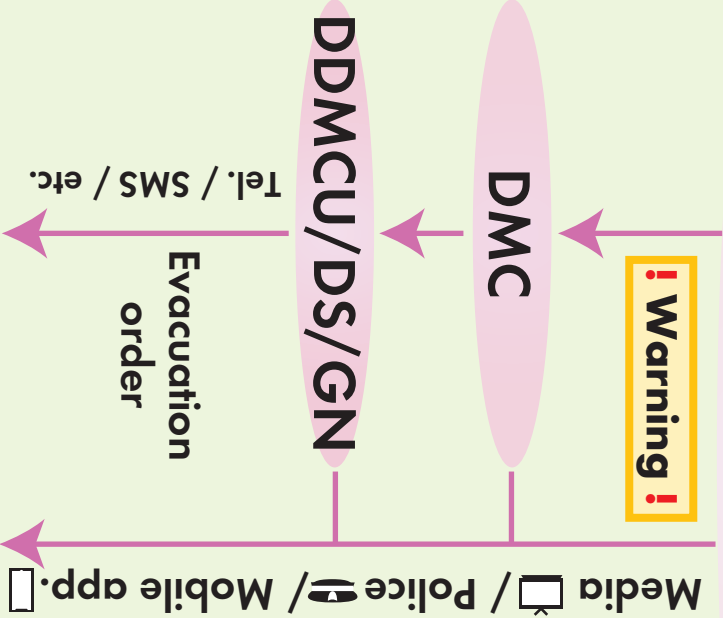 ! Warning !
DMC
DDMCU/DS/GN
Tel. / SMS / etc.
Evacuation
order
Media / Police / Mobile app.